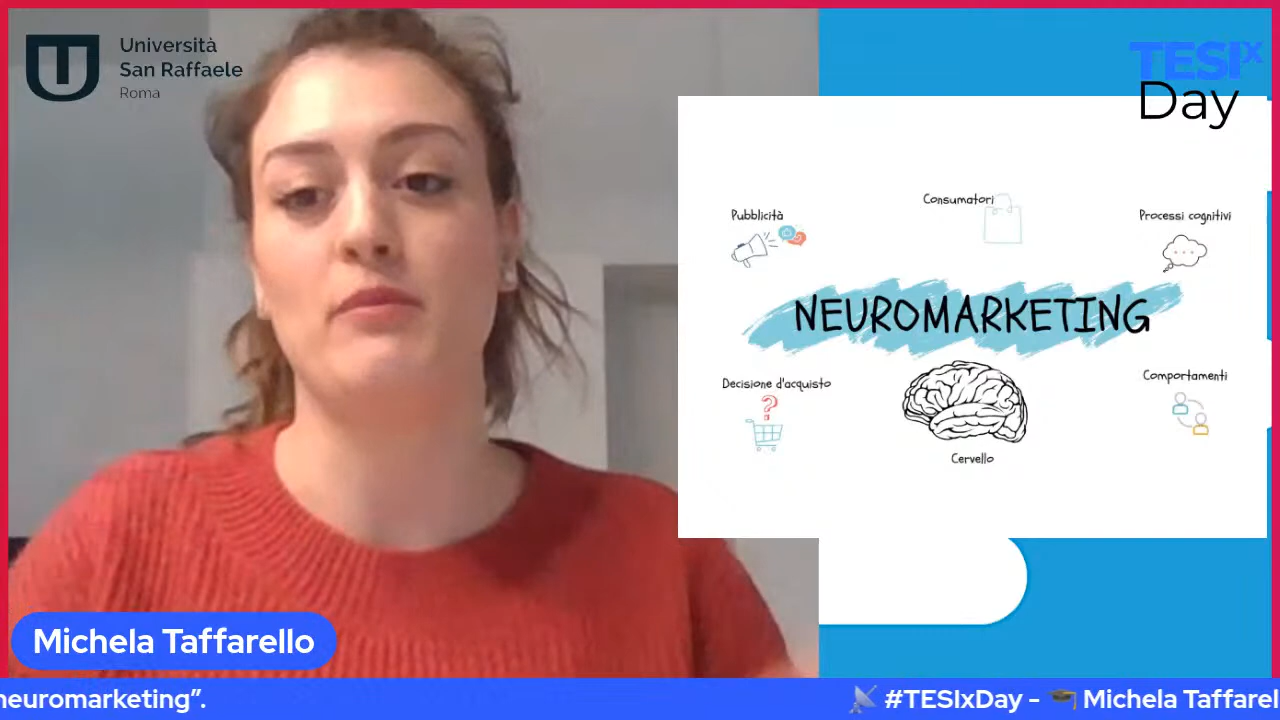 Università
San Raffaele
Roma
TESIx
Day
Consumatori
Pubblicità
Processi cognitivi
NEUROMARKETING
Decisione d'acquisto
?
Comportamenti
Cervello
Michela Taffarello
neuromarketing”.
#TESIxDay - 🎓 Michela Taffarel